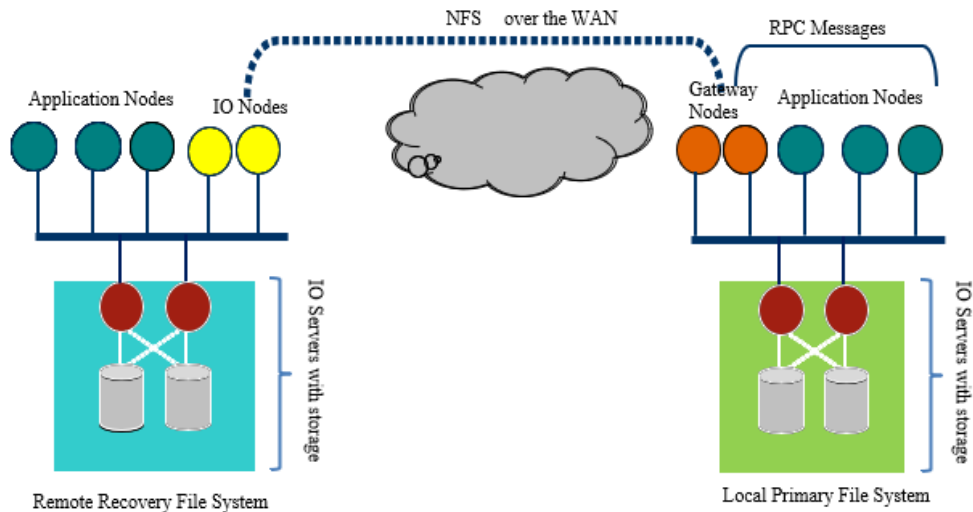 NFS over the WAN
RPC Messages
Application Nodes
IO Nodes
Gateway
Nodes
Application Nodes
IO Servers with storage
IO Servers with storage
Remote Recovery File System
Local Primary File System